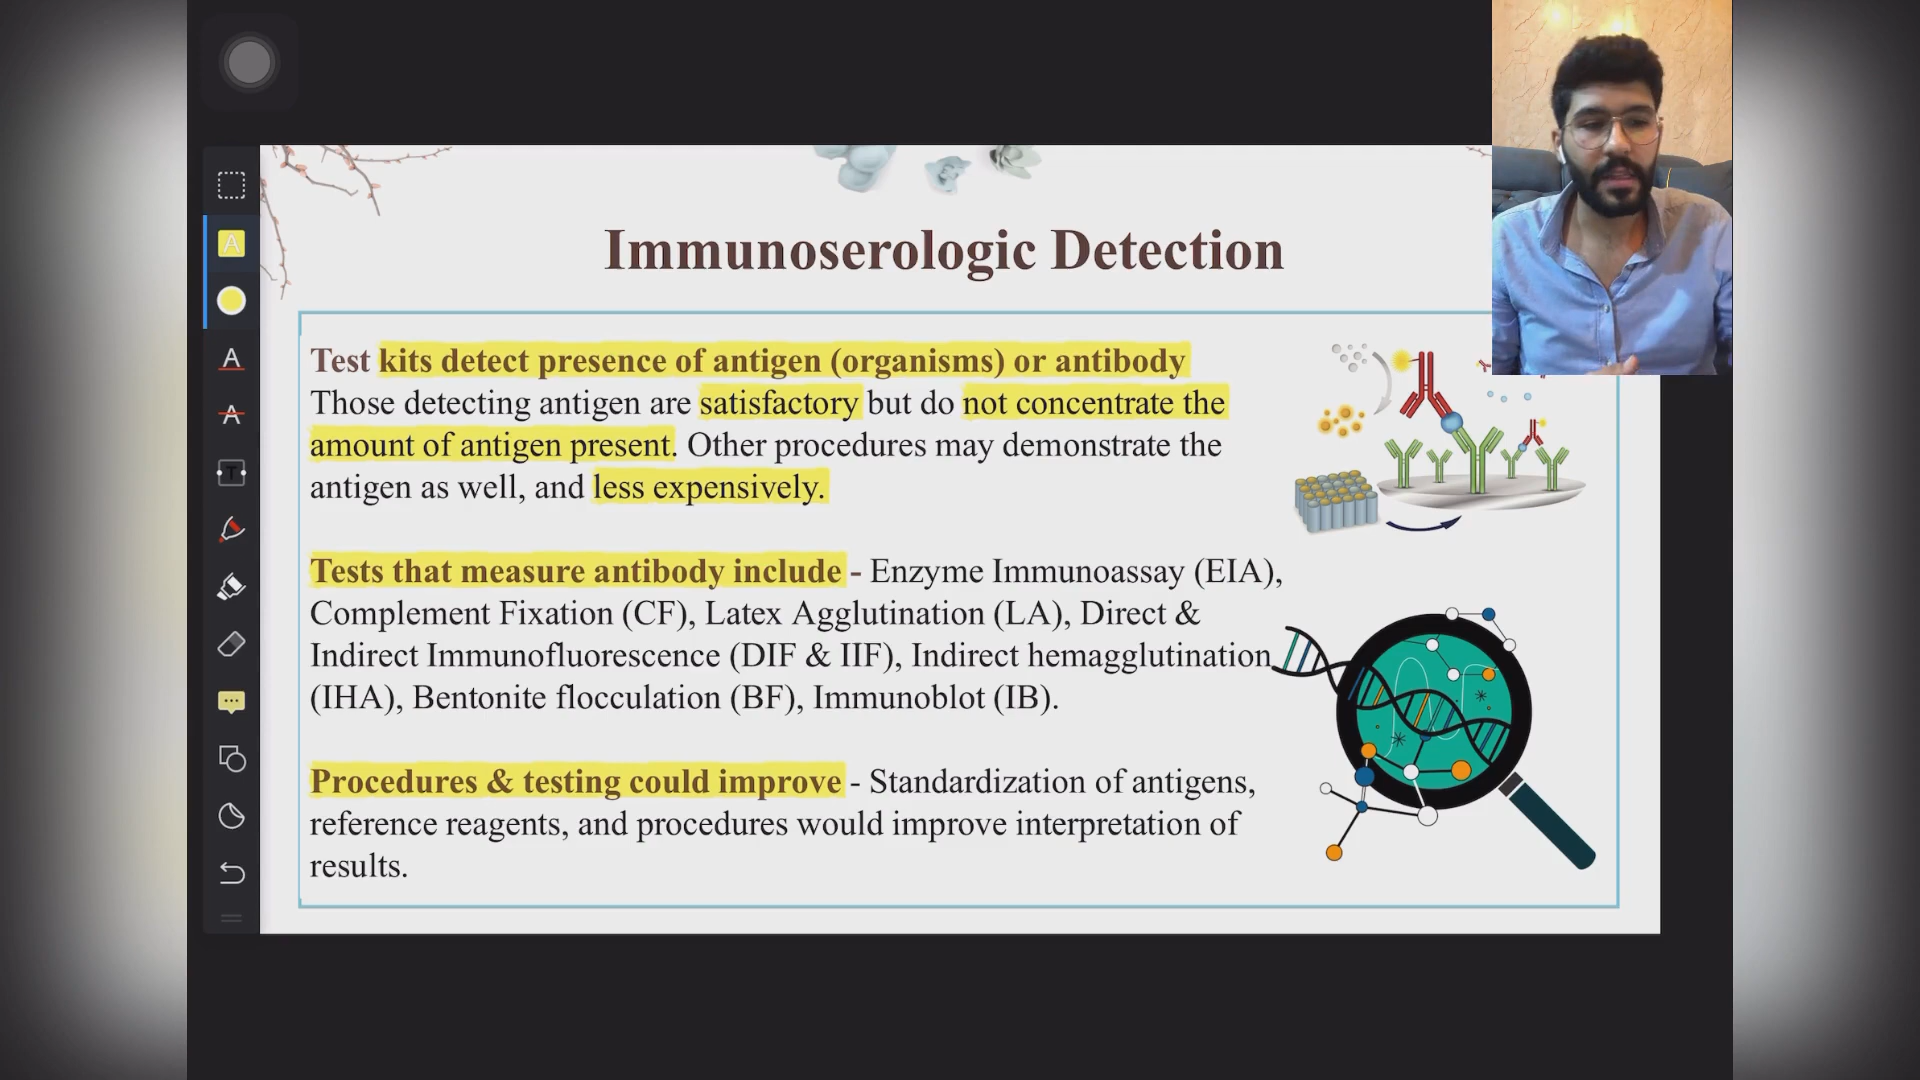 Immunoserologic Detection
Test kits detect presence of antigen (organisms) or antibody
Those detecting antigen are satisfactory but do not concentrate the
amount of antigen present. Other procedures may demonstrate the
antigen as well, and less expensively.
Tests that measure antibody include - Enzyme Immunoassay (EIA),
Complement Fixation (CF), Latex Agglutination (LA), Direct &
Indirect Immunofluorescence (DIF & IIF), Indirect hemagglutination
(IHA), Bentonite flocculation (BF), Immunoblot (IB).
Procedures & testing could improve - Standardization of antigens,
reference reagents, and procedures would improve interpretation of
results.